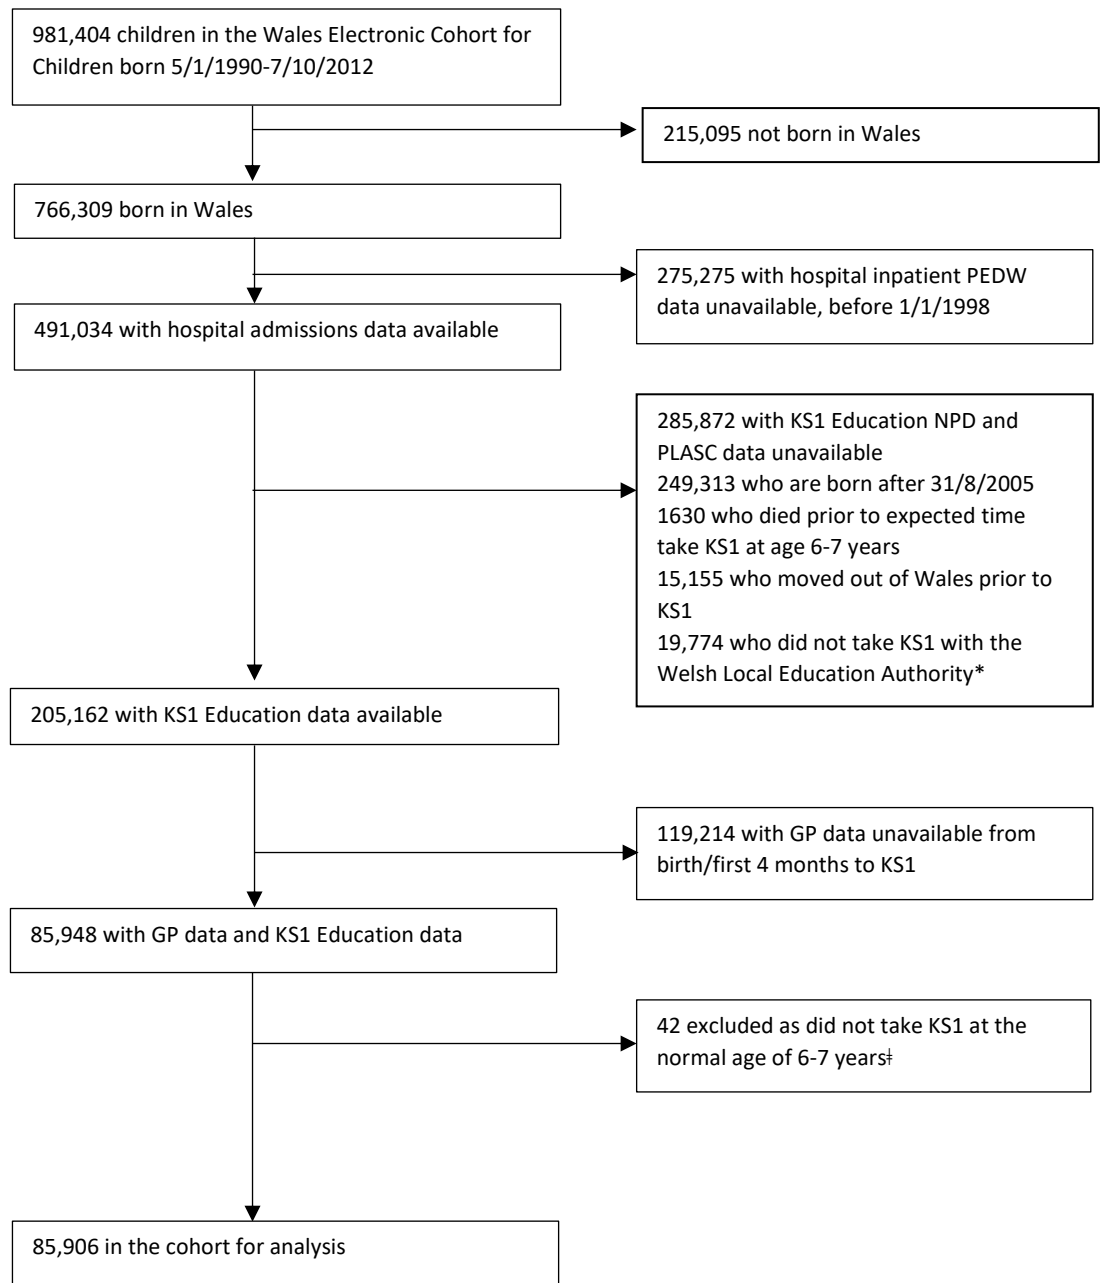 981,404 children in the Wales Electronic Cohort for
Children born 5/1/1990-7/10/2012
215,095 not born in Wales
766,309 born in Wales
275,275 with hospital inpatient PEDW
data unavailable, before 1/1/1998
491,034 with hospital admissions data available
285,872 with KS1 Education NPD and
PLASC data unavailable
249,313 who are born after 31/8/2005
1630 who died prior to expected time
take KS1 at age 6-7 years
15,155 who moved out of Wales prior to
KS1
19,774 who did not take KS1 with the
Welsh Local Education Authority*
205,162 with KS1 Education data available
119,214 with GP data unavailable from
birth/first 4 months to KS1
85,948 with GP data and KS1 Education data
42 excluded as did not take KS1 at the
normal age of 6-7 years‡
85,906 in the cohort for analysis